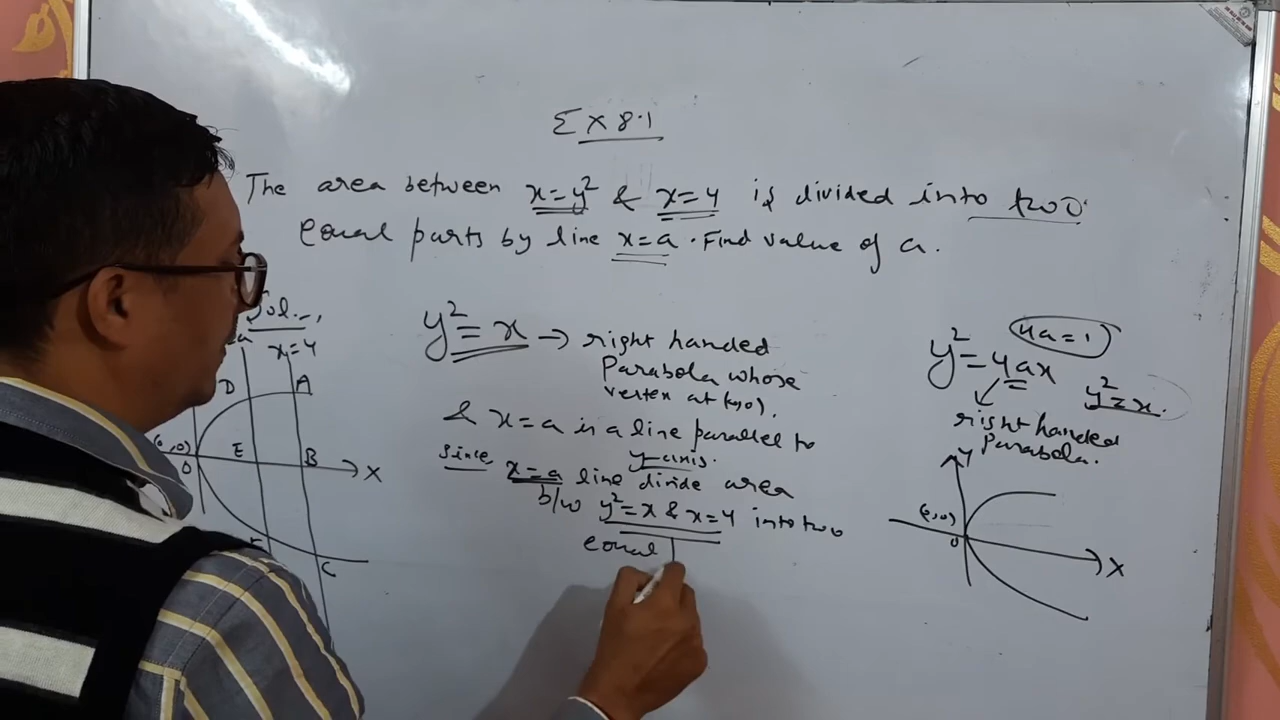 Ex 8.1
The area between x=y² & x=4 is divided into two
equal parts by line x=a. Find value of a.
Sol.
x=4
D
A
(0,0)
O
E
B
X
F
C
y²=x → right handed
Parabola whose
vertex at (0,0).
& x=a is a line parallel to
y-axis.
Since x=a line divide area
b/w y²=x & x=4 into two
equal
4a=1
y²=4ax
y²=x.
right handed
Parabola.
Y
(0,0)
O
X